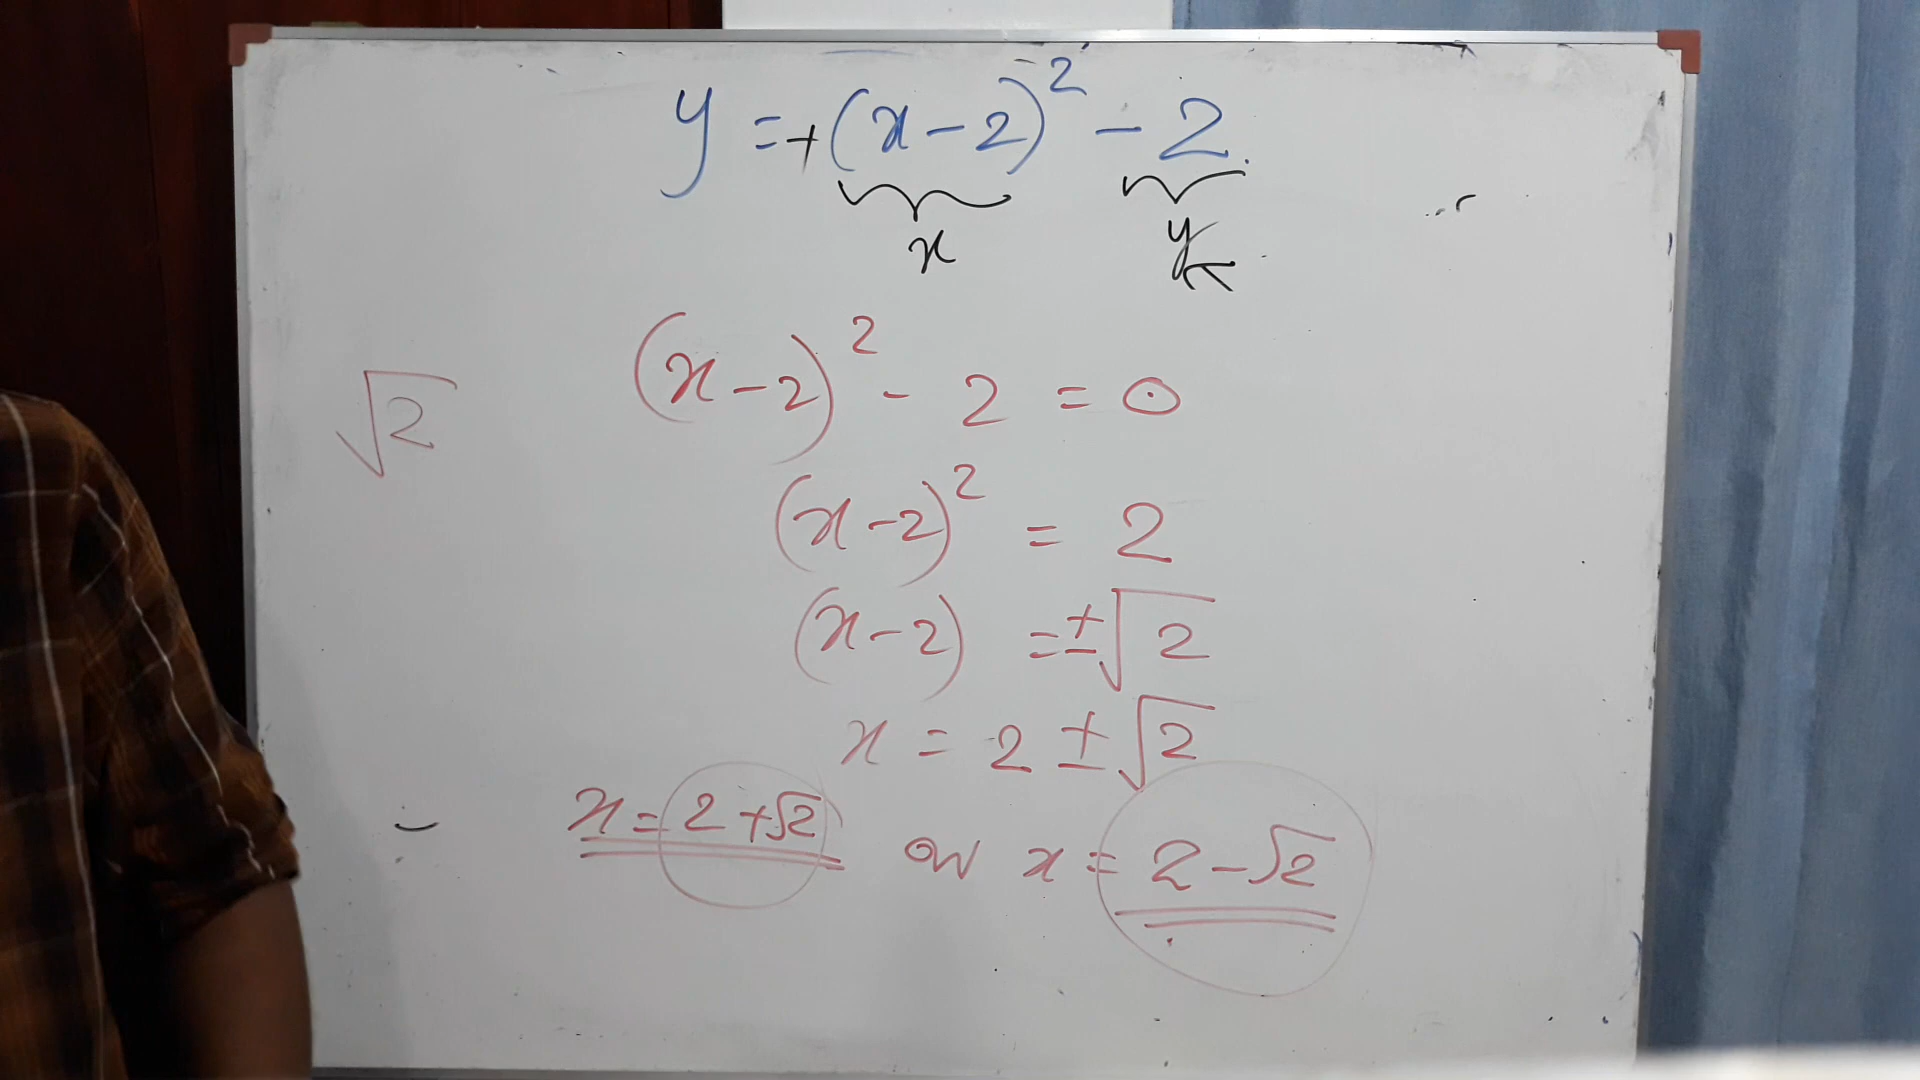 y = +(x-2)² - 2.
x y
(x-2)² - 2 = 0
√2
(x-2)² = 2
(x-2) = ±√2
x = 2 ± √2
x = 2 + √2 or x = 2 - √2